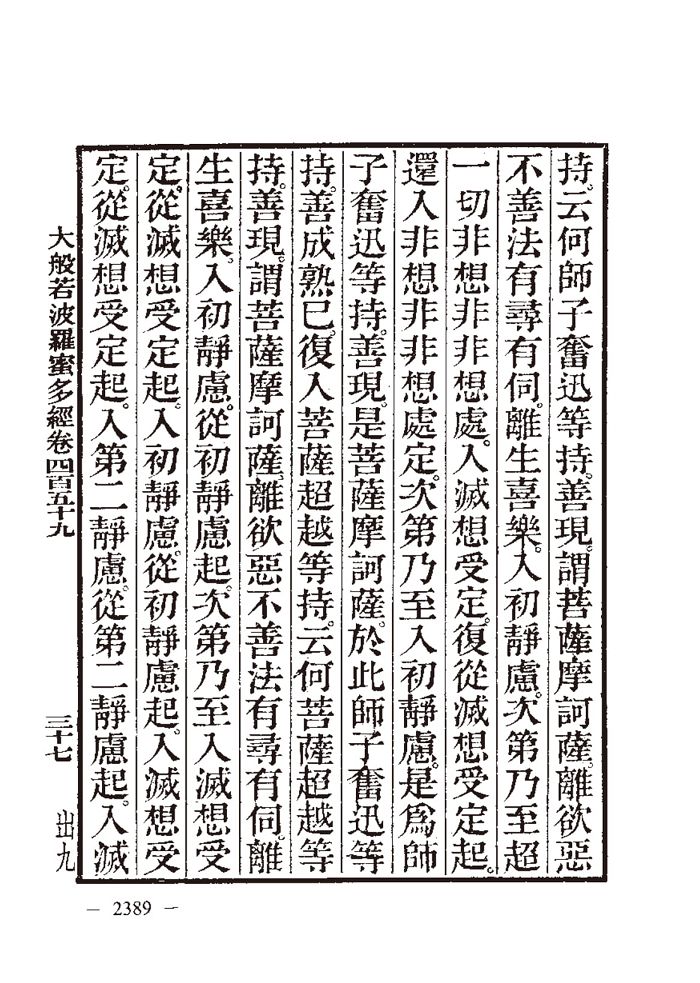 持。云何師子奮迅等持。善現。謂菩薩摩訶薩。離欲惡
不善法有尋有伺。離生喜樂。入初靜慮。次第乃至超
一切非想非非想處。入滅想受定。復從滅想受定起。
還入非想非非想處定。次第乃至入初靜慮。是為師
子奮迅等持。善現。是菩薩摩訶薩。於此師子奮迅等
持。善成熟已。復入菩薩超越等持。云何菩薩超越等
持。善現。謂菩薩摩訶薩。離欲惡不善法有尋有伺。離
生喜樂。入初靜慮。從初靜慮起。次第乃至入滅想受
定。從滅想受定起。入初靜慮。從初靜慮起。入滅想受
定。從滅想受定起。入第二靜慮。從第二靜慮起。入滅
大般若波羅蜜多經卷四百五十九 三十七 出九
— 2389 —